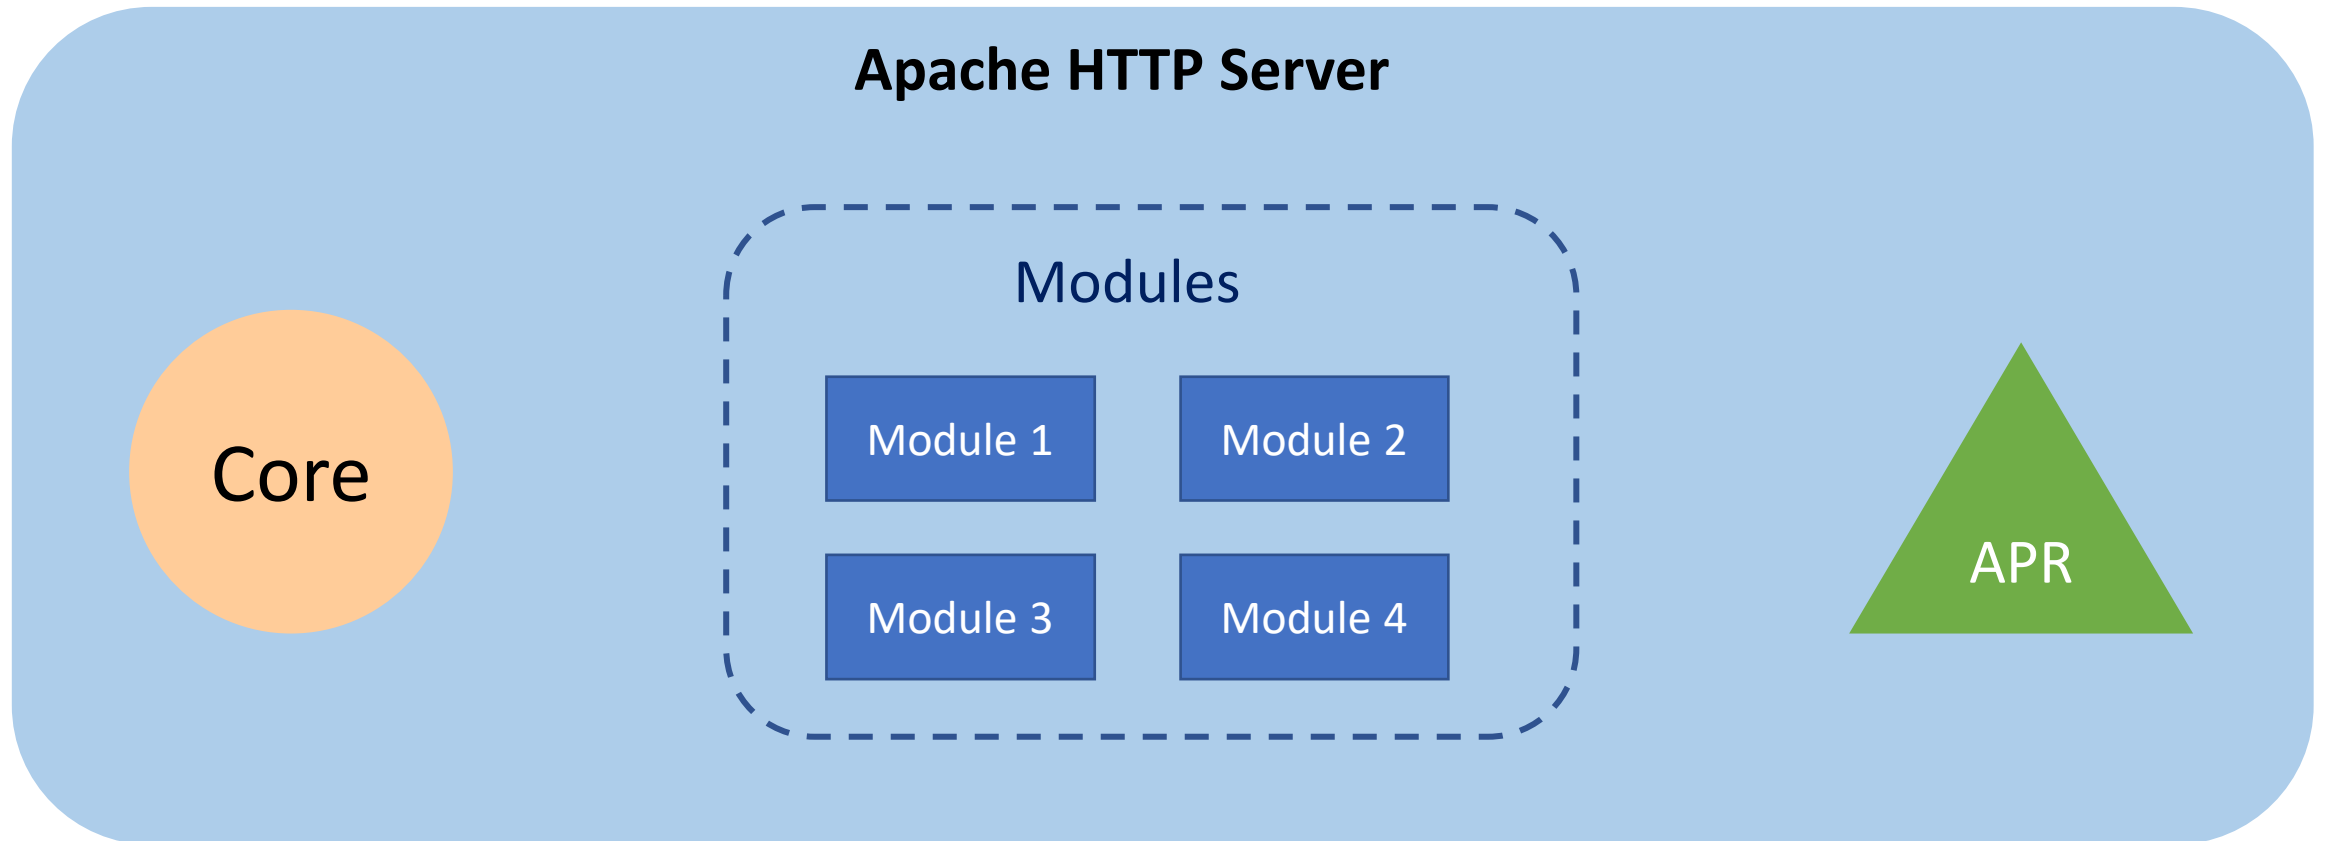 Apache HTTP Server
Modules
Core
Module 1
Module 2
Module 3
Module 4
APR